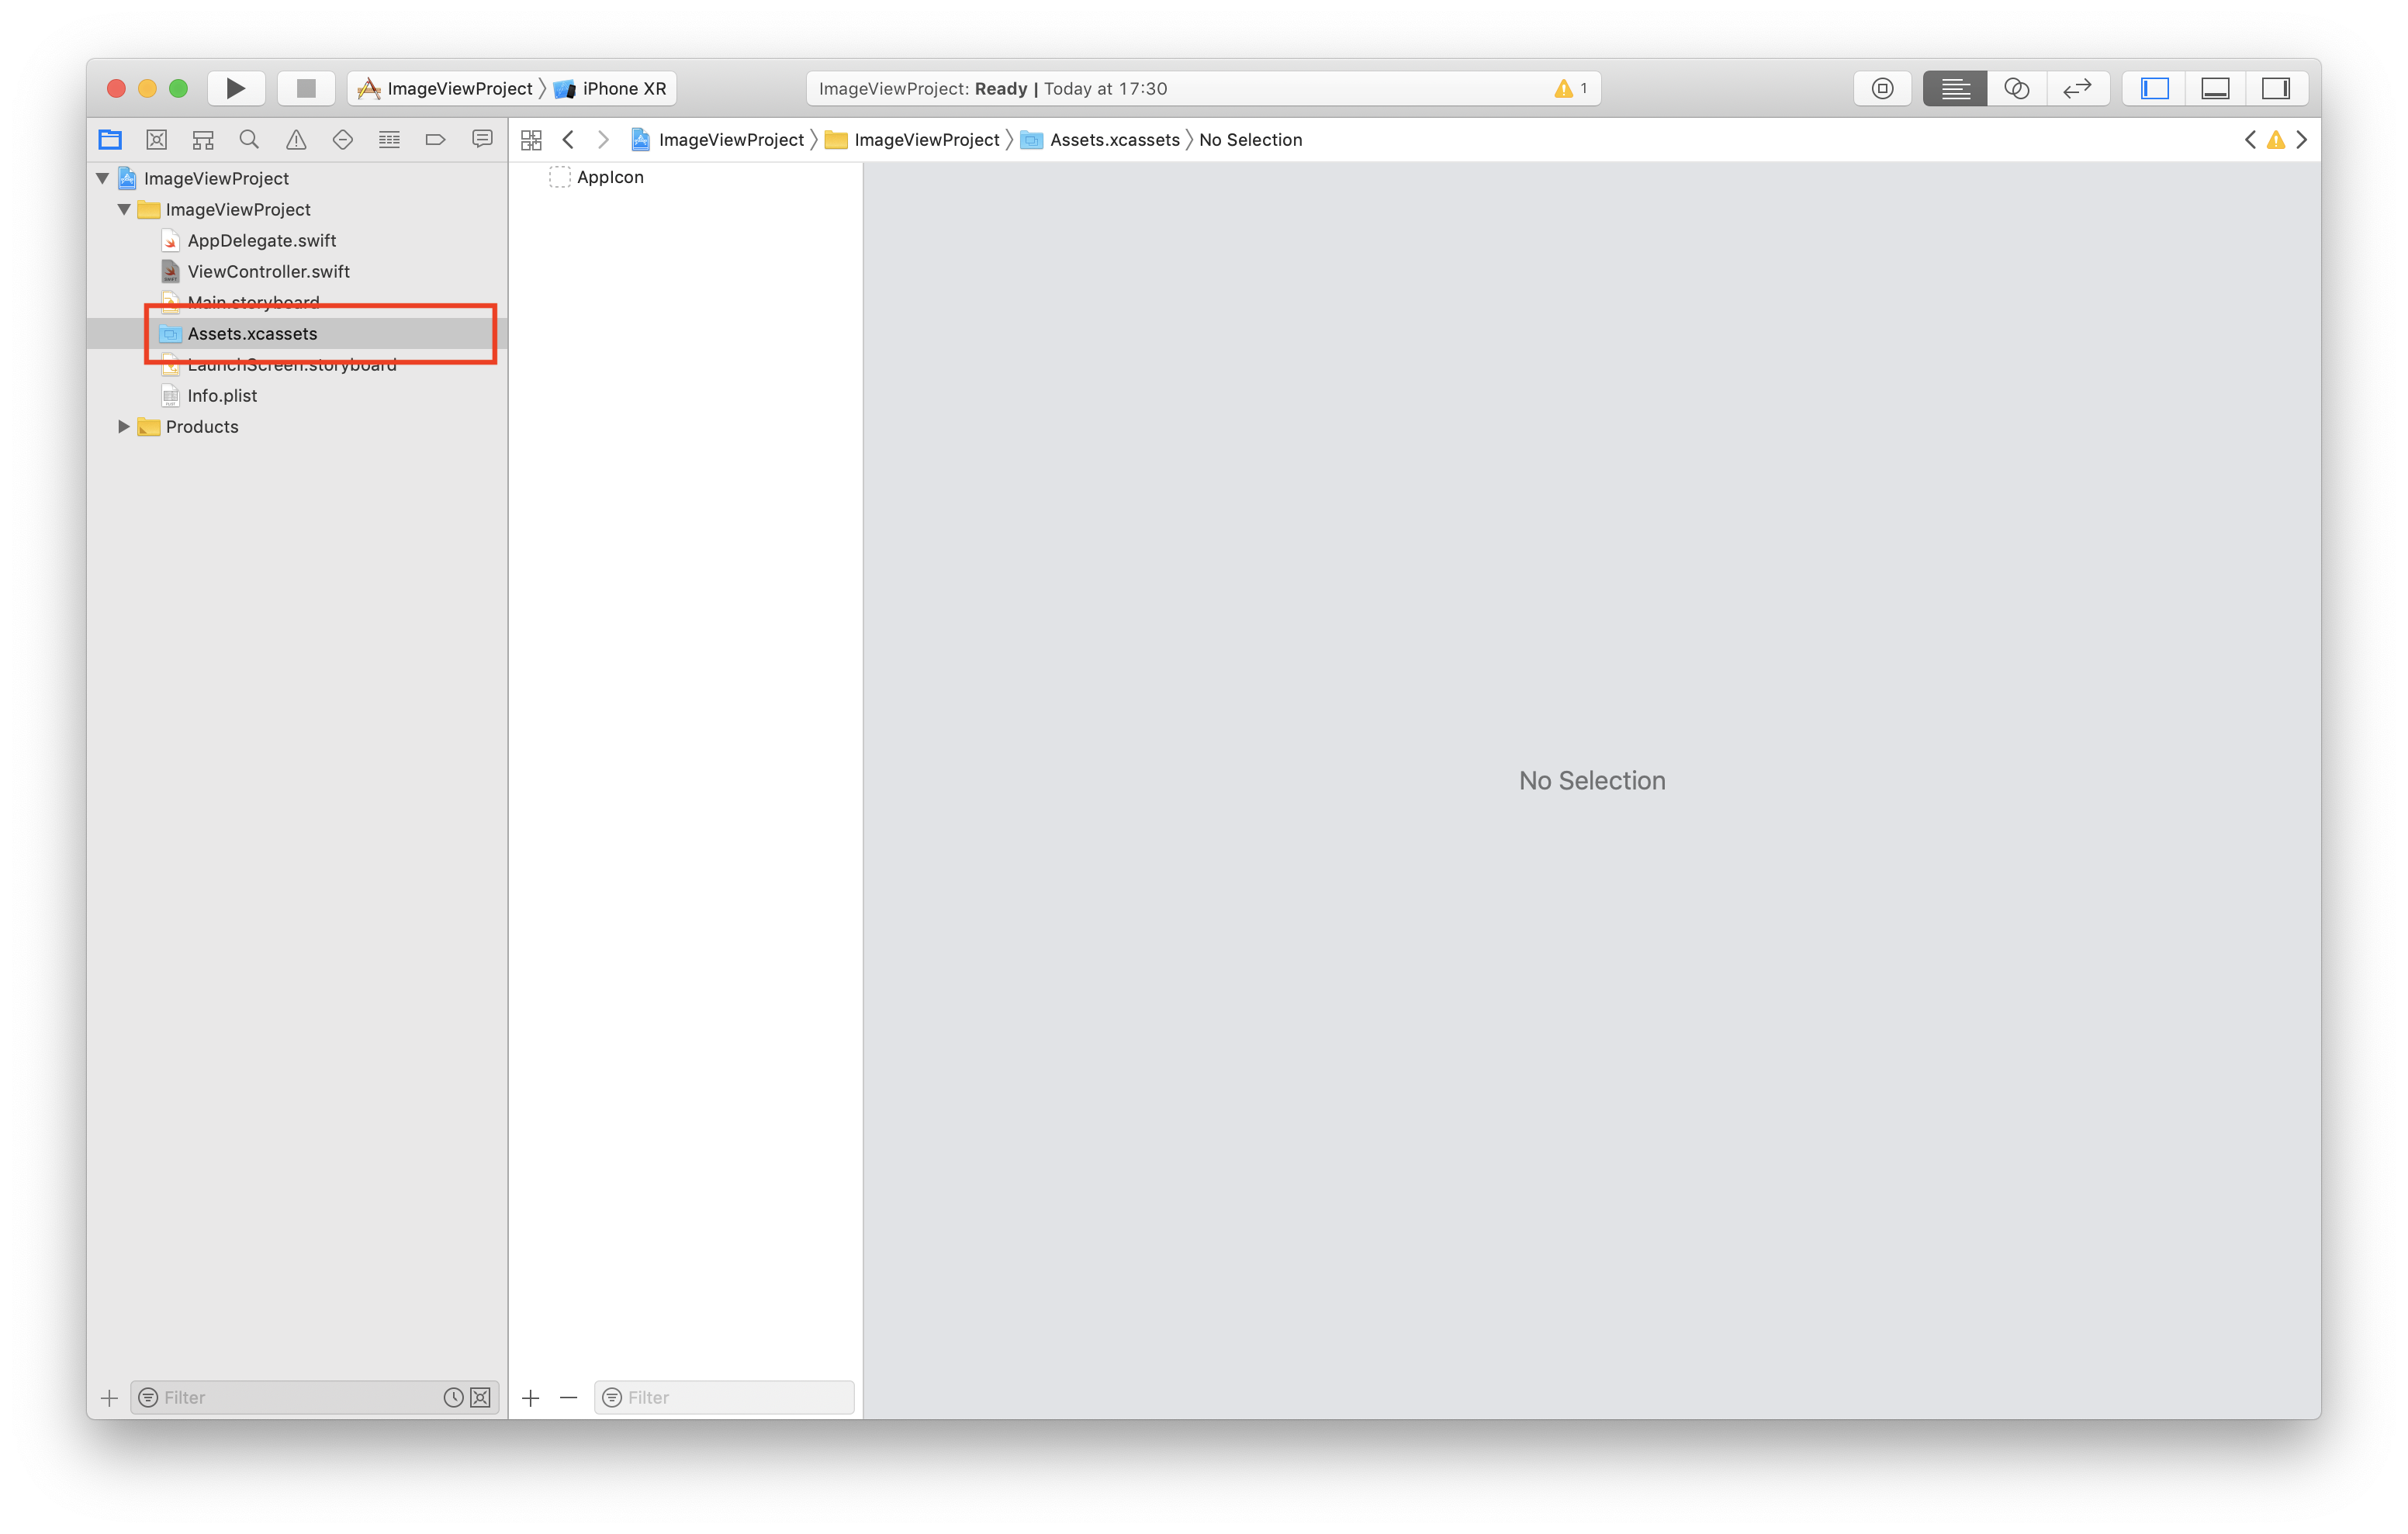 ImageViewProject 〉 iPhone XR
ImageViewProject: Ready | Today at 17:30
1
ImageViewProject 〉 ImageViewProject 〉 Assets.xcassets 〉 No Selection
ImageViewProject
ImageViewProject
AppDelegate.swift
ViewController.swift
Main.storyboard
Assets.xcassets
LaunchScreen.storyboard
Info.plist
Products
AppIcon
No Selection
Filter
Filter